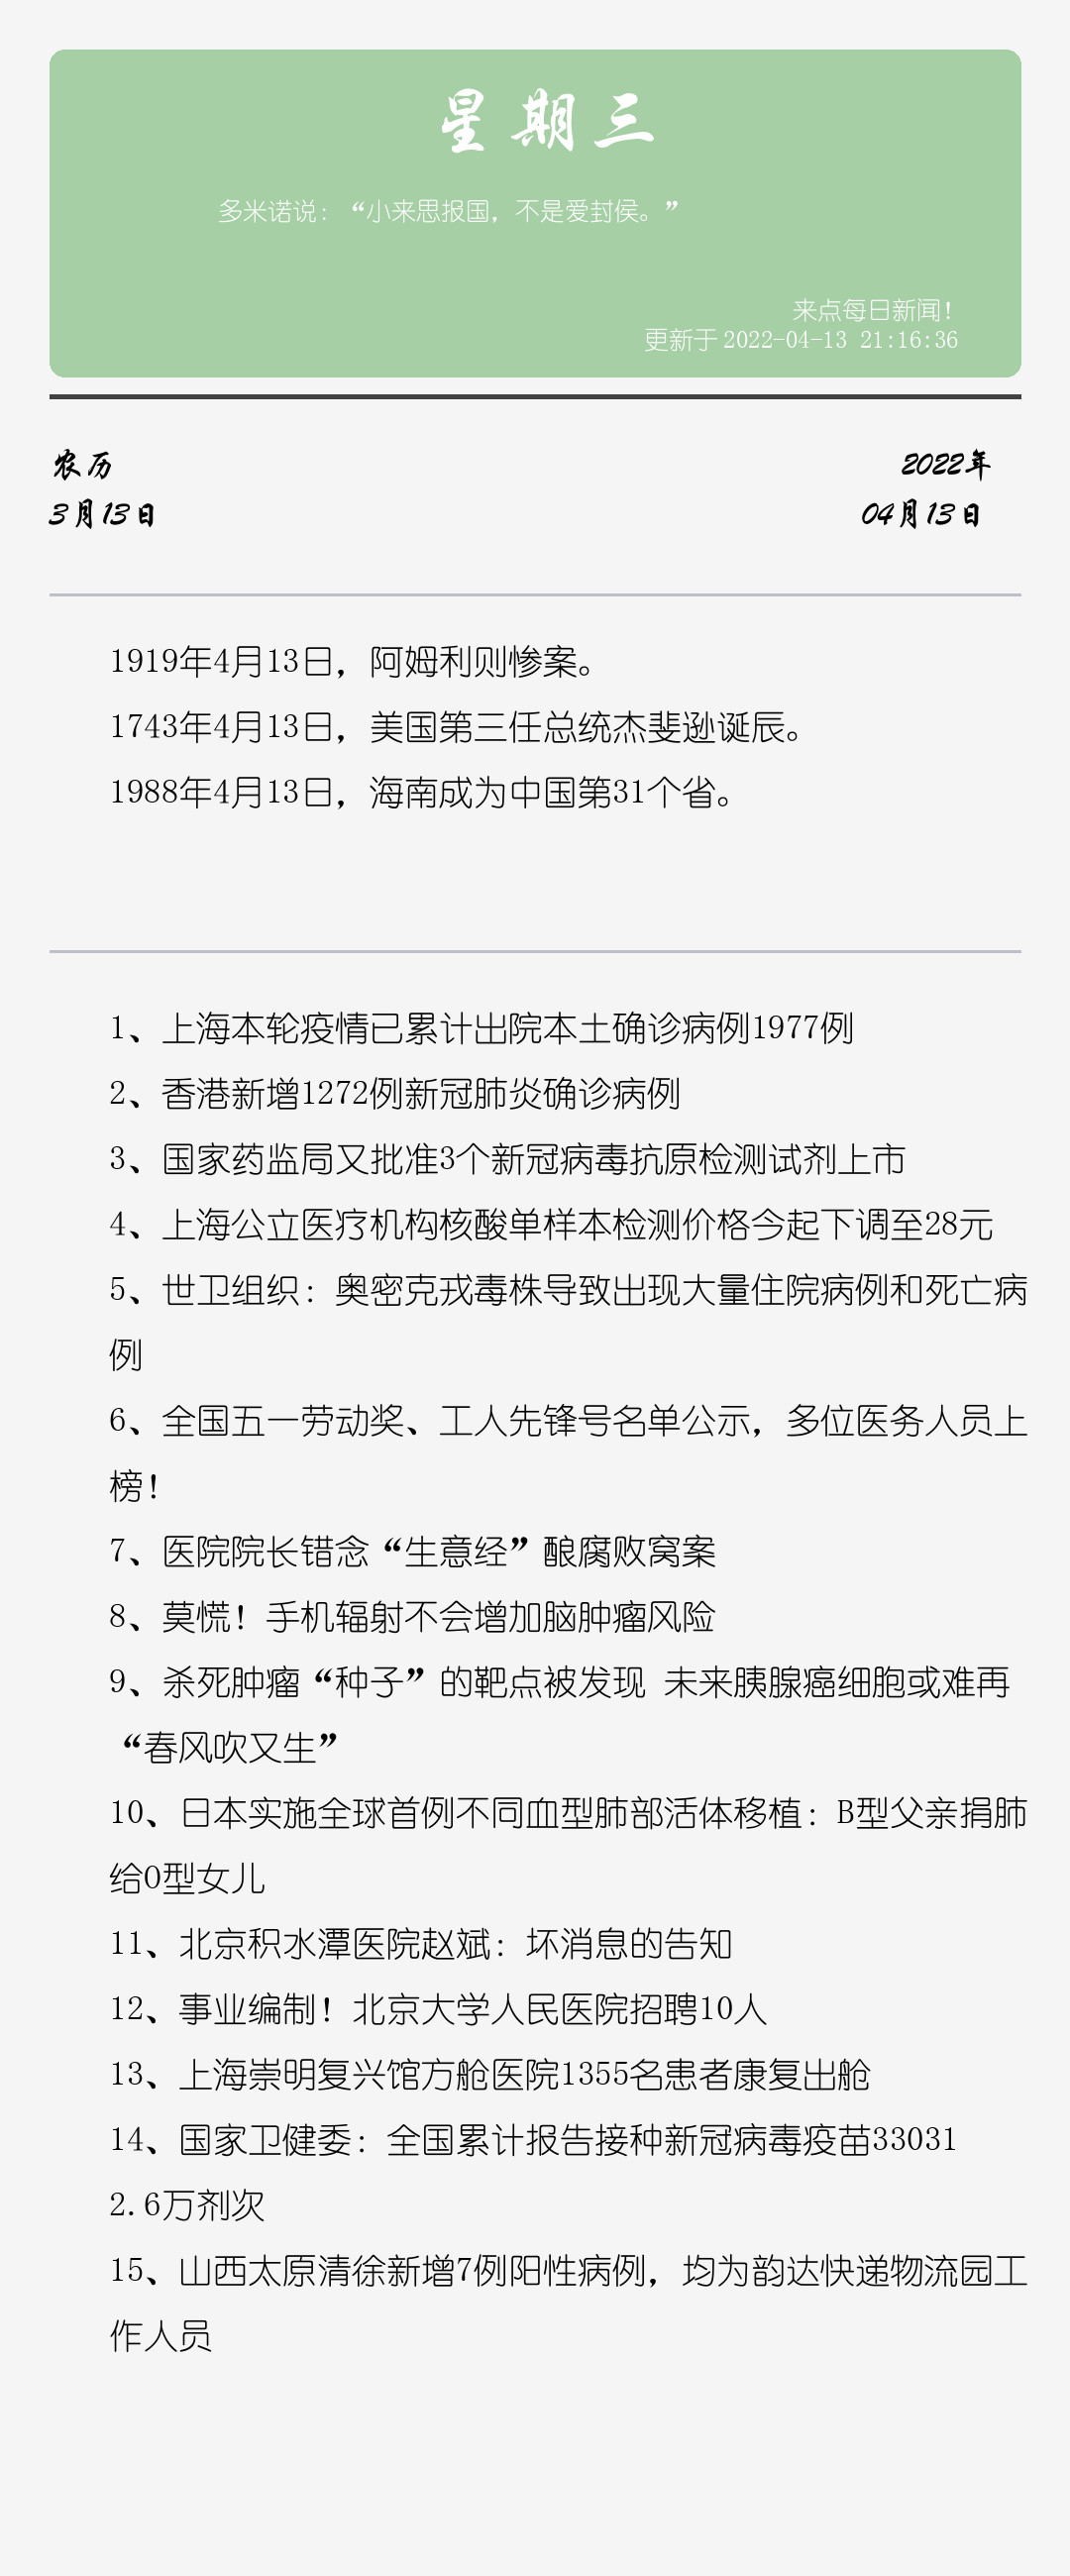 星期三
多米诺说：“小来思报国，不是爱封侯。”
来点每日新闻！
更新于 2022-04-13 21:16:36
农历
2022年
3月13日
04月13日
1919年4月13日，阿姆利则惨案。
1743年4月13日，美国第三任总统杰斐逊诞辰。
1988年4月13日，海南成为中国第31个省。
1、上海本轮疫情已累计出院本土确诊病例1977例
2、香港新增1272例新冠肺炎确诊病例
3、国家药监局又批准3个新冠病毒抗原检测试剂上市
4、上海公立医疗机构核酸单样本检测价格今起下调至28元
5、世卫组织：奥密克戎毒株导致出现大量住院病例和死亡病
例
6、全国五一劳动奖、工人先锋号名单公示，多位医务人员上
榜！
7、医院院长错念“生意经”酿腐败窝案
8、莫慌！手机辐射不会增加脑肿瘤风险
9、杀死肿瘤“种子”的靶点被发现 未来胰腺癌细胞或难再
“春风吹又生”
10、日本实施全球首例不同血型肺部活体移植：B型父亲捐肺
给O型女儿
11、北京积水潭医院赵斌：坏消息的告知
12、事业编制！北京大学人民医院招聘10人
13、上海崇明复兴馆方舱医院1355名患者康复出舱
14、国家卫健委：全国累计报告接种新冠病毒疫苗33031
2.6万剂次
15、山西太原清徐新增7例阳性病例，均为韵达快递物流园工
作人员